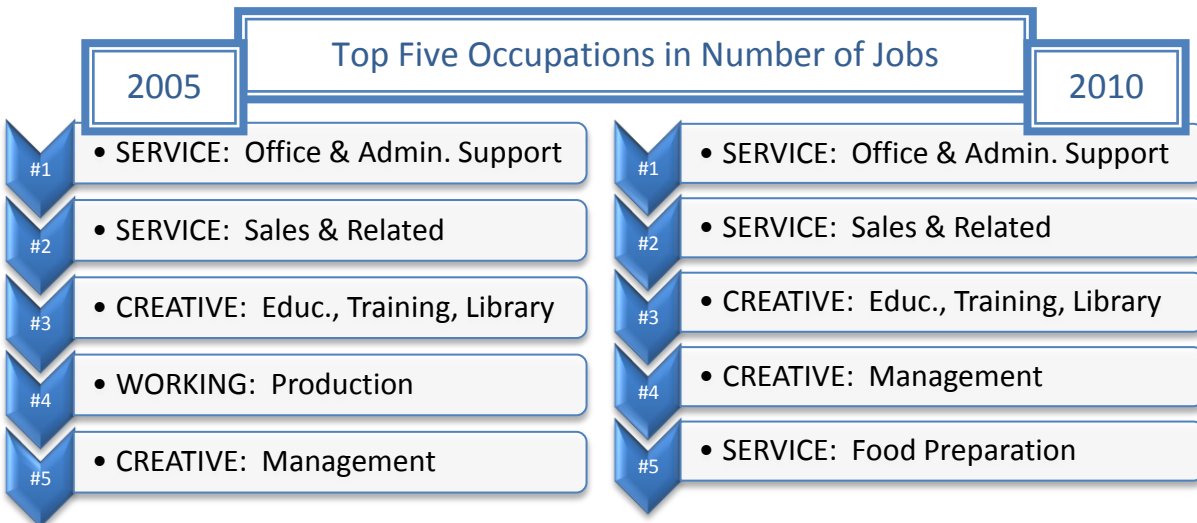 Top Five Occupations in Number of Jobs
2005
#1 • SERVICE: Office & Admin. Support
#2 • SERVICE: Sales & Related
#3 • CREATIVE: Educ., Training, Library
#4 • WORKING: Production
#5 • CREATIVE: Management
2010
#1 • SERVICE: Office & Admin. Support
#2 • SERVICE: Sales & Related
#3 • CREATIVE: Educ., Training, Library
#4 • CREATIVE: Management
#5 • SERVICE: Food Preparation